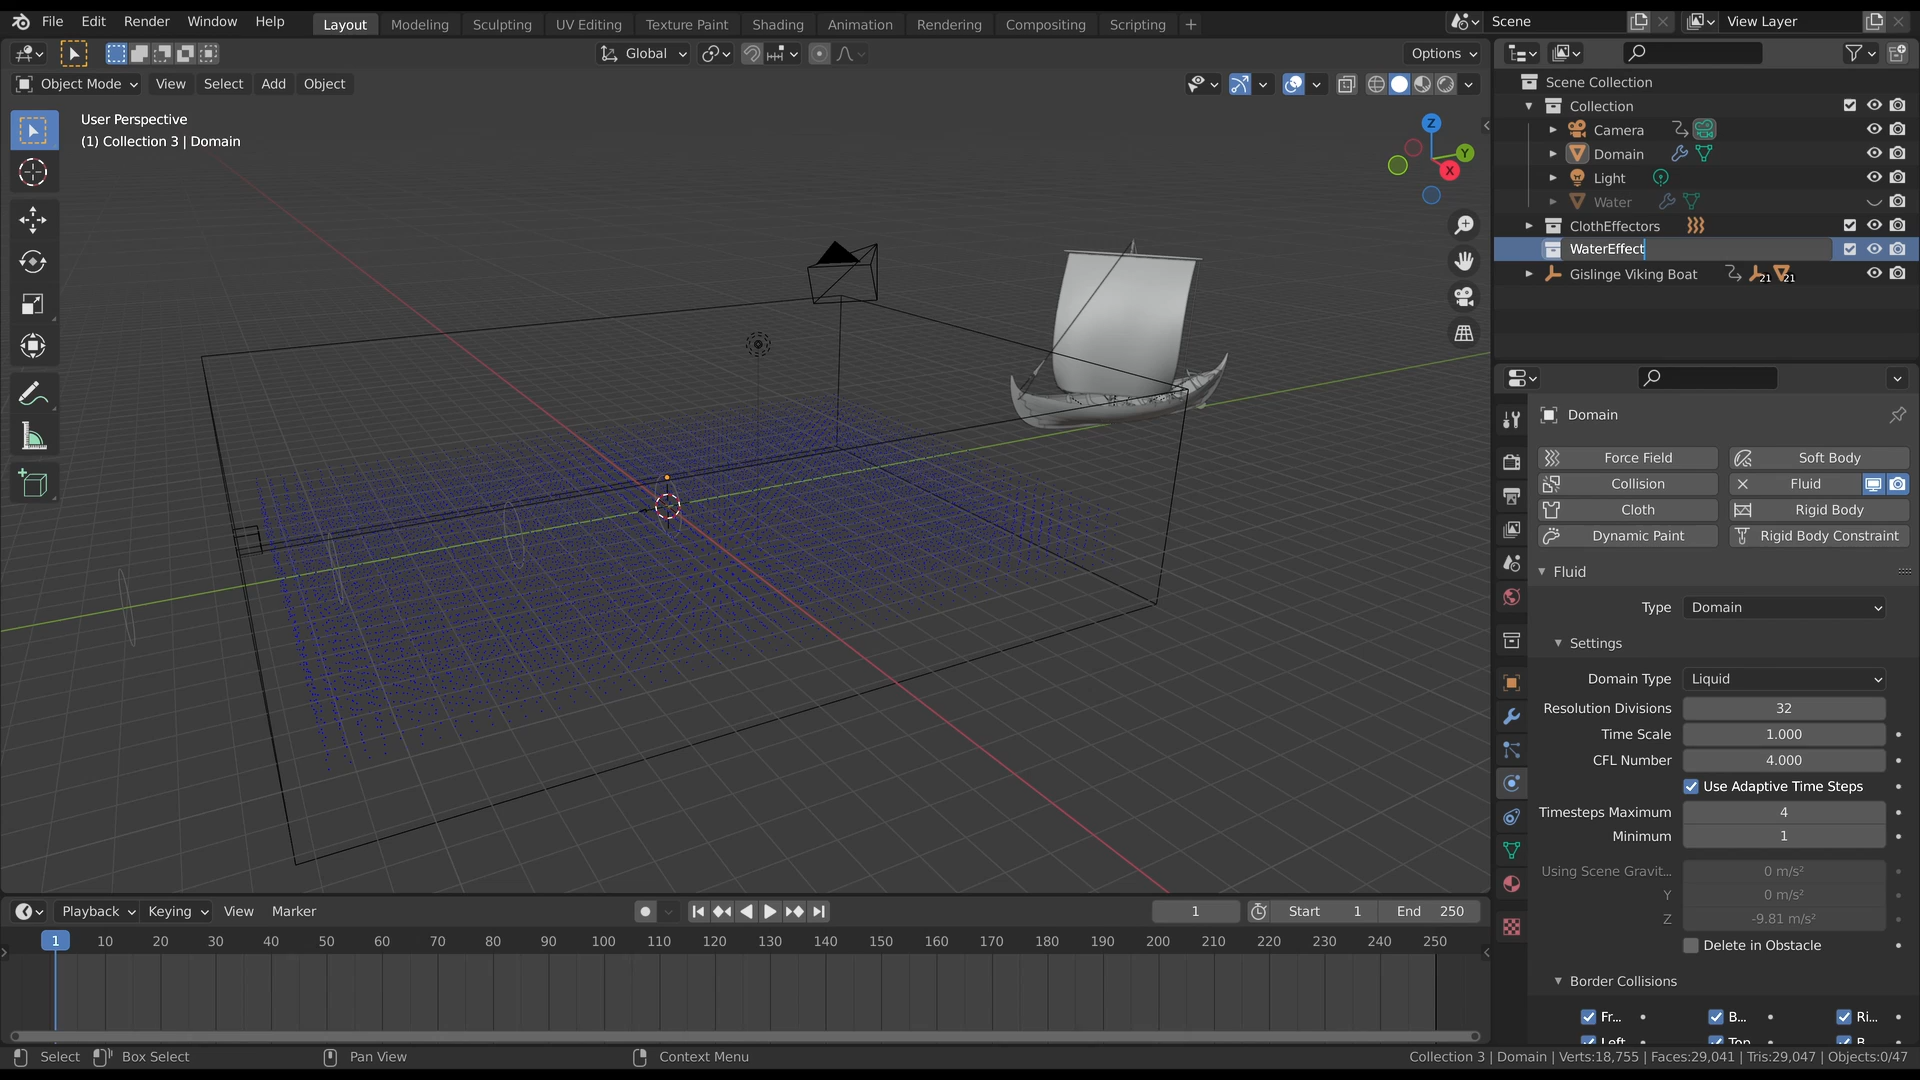 File Edit Render Window Help Layout Modeling Sculpting UV Editing Texture Paint Shading Animation Rendering Compositing Scripting + Scene View Layer
Global Options
Object Mode View Select Add Object
User Perspective
(1) Collection 3 | Domain
Z
Y
X
Scene Collection
Collection
Camera
Domain
Light
Water
ClothEffectors
WaterEffect
Gislinge Viking Boat 21 21
Domain
Force Field Soft Body
Collision Fluid
Cloth Rigid Body
Dynamic Paint Rigid Body Constraint
Fluid
Type Domain
Settings
Domain Type Liquid
Resolution Divisions 32
Time Scale 1.000
CFL Number 4.000
Use Adaptive Time Steps
Timesteps Maximum 4
Minimum 1
Using Scene Gravit... 0 m/s²
Y 0 m/s²
Z -9.81 m/s²
Delete in Obstacle
Border Collisions
Fr... B... Ri...
Left Top B
Playback Keying View Marker 1 Start 1 End 250
1 10 20 30 40 50 60 70 80 90 100 110 120 130 140 150 160 170 180 190 200 210 220 230 240 250
Select Box Select Pan View Context Menu Collection 3 | Domain | Verts:18,755 | Faces:29,041 | Tris:29,047 | Objects:0/47